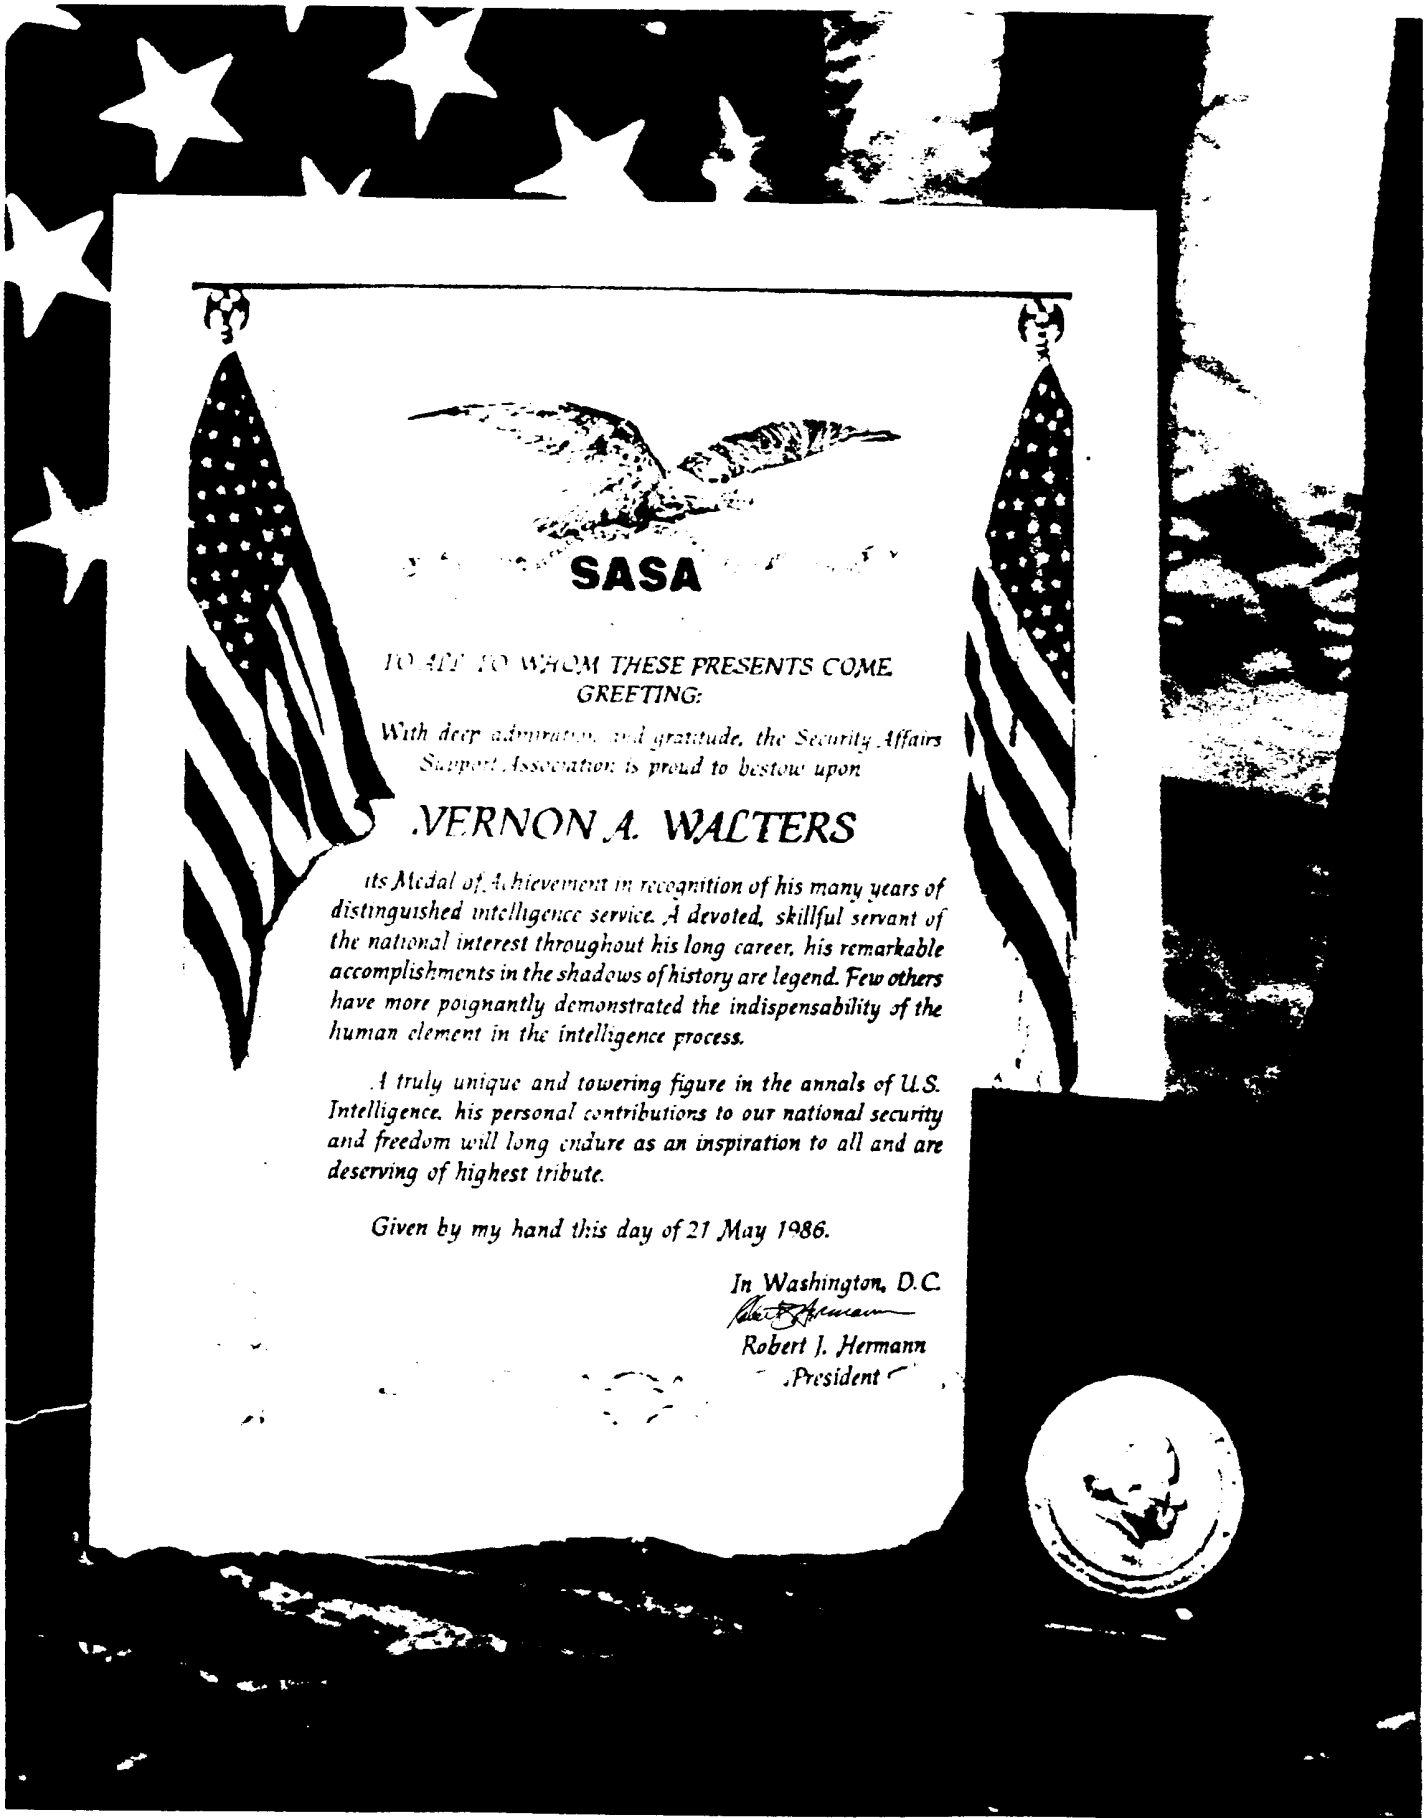 SASA
TO ALL TO WHOM THESE PRESENTS COME,
GREETING:
With deep admiration and gratitude, the Security Affairs
Support Association is proud to bestow upon
VERNON A. WALTERS
its Medal of Achievement in recognition of his many years of
distinguished intelligence service. A devoted, skillful servant of
the national interest throughout his long career, his remarkable
accomplishments in the shadows of history are legend. Few others
have more poignantly demonstrated the indispensability of the
human element in the intelligence process.
A truly unique and towering figure in the annals of U.S.
Intelligence, his personal contributions to our national security
and freedom will long endure as an inspiration to all and are
deserving of highest tribute.
Given by my hand this day of 21 May 1986.
In Washington, D.C.
Robert J. Hermann
Robert J. Hermann
President